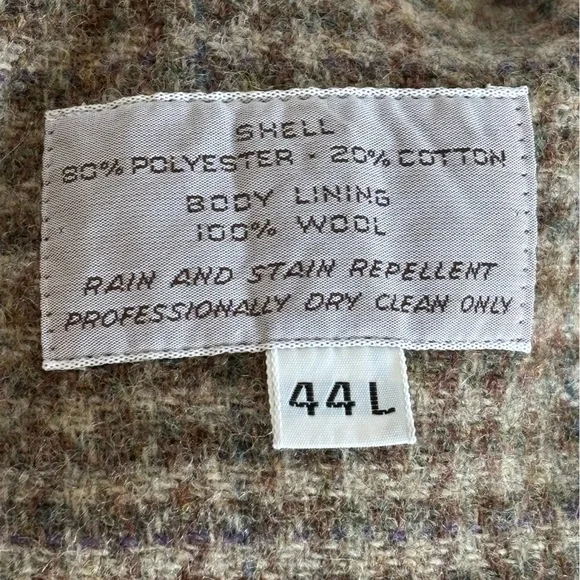 SHELL
80% POLYESTER - 20% COTTON
BODY LINING
100% WOOL
RAIN AND STAIN REPELLENT
PROFESSIONALLY DRY CLEAN ONLY
44L